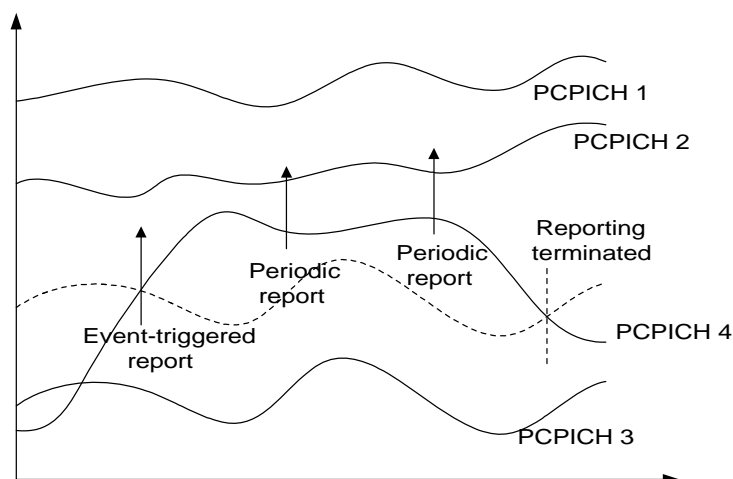 PCPICH 1
PCPICH 2
Reporting
terminated
Periodic
report
Periodic
report
Event-triggered
report
PCPICH 4
PCPICH 3